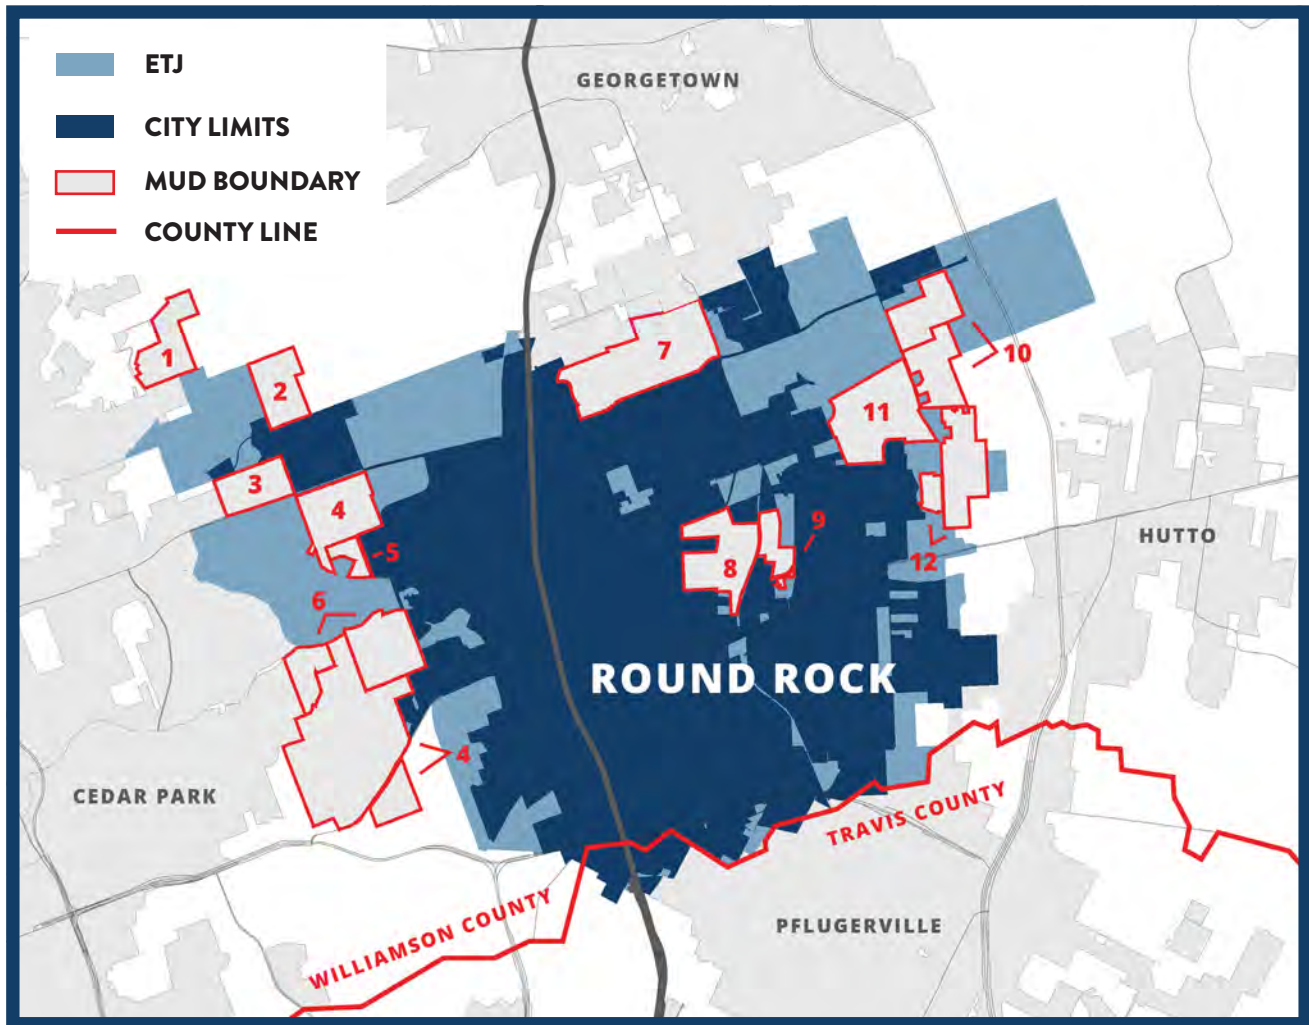 ETJ
CITY LIMITS
MUD BOUNDARY
COUNTY LINE
GEORGETOWN
1
2
7
10
11
3
4
5
9
8
12
HUTTO
6
ROUND ROCK
4
CEDAR PARK
TRAVIS COUNTY
WILLIAMSON COUNTY
PFLUGERVILLE